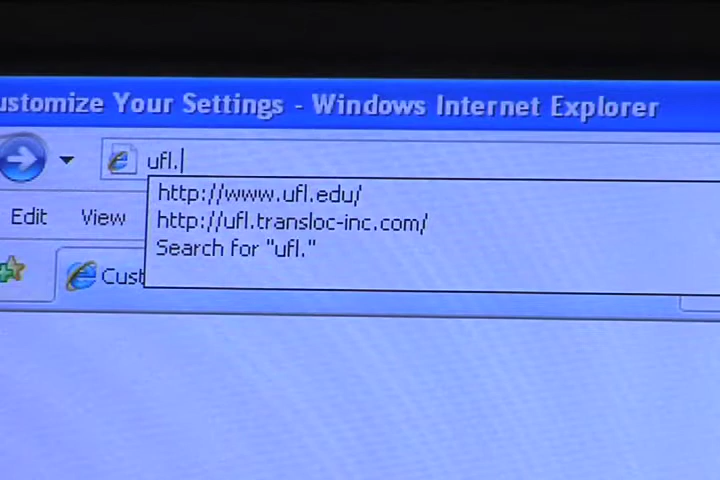 ustomize Your Settings - Windows Internet Explorer
ufl.
http://www.ufl.edu/
Edit View
http://ufl.transloc-inc.com/
Search for "ufl."
Cust